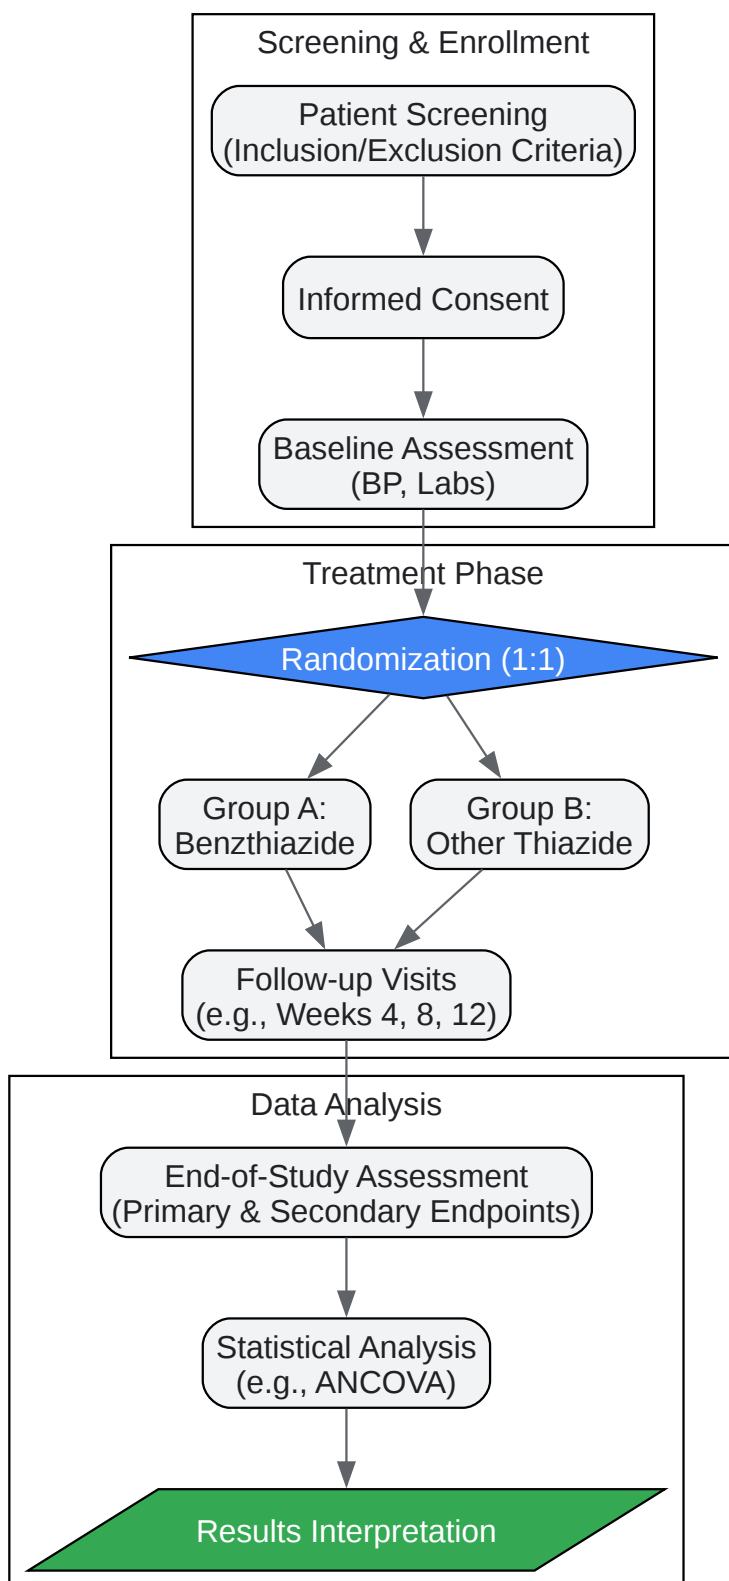 Screening & Enrollment
Patient Screening
(Inclusion/Exclusion Criteria)
Informed Consent
Baseline Assessment
(BP, Labs)
Treatment Phase
Randomization (1:1)
Group A:
Benzthiazide
Group B:
Other Thiazide
Follow-up Visits
(e.g., Weeks 4, 8, 12)
Data Analysis
End-of-Study Assessment
(Primary & Secondary Endpoints)
Statistical Analysis
(e.g., ANCOVA)
Results Interpretation